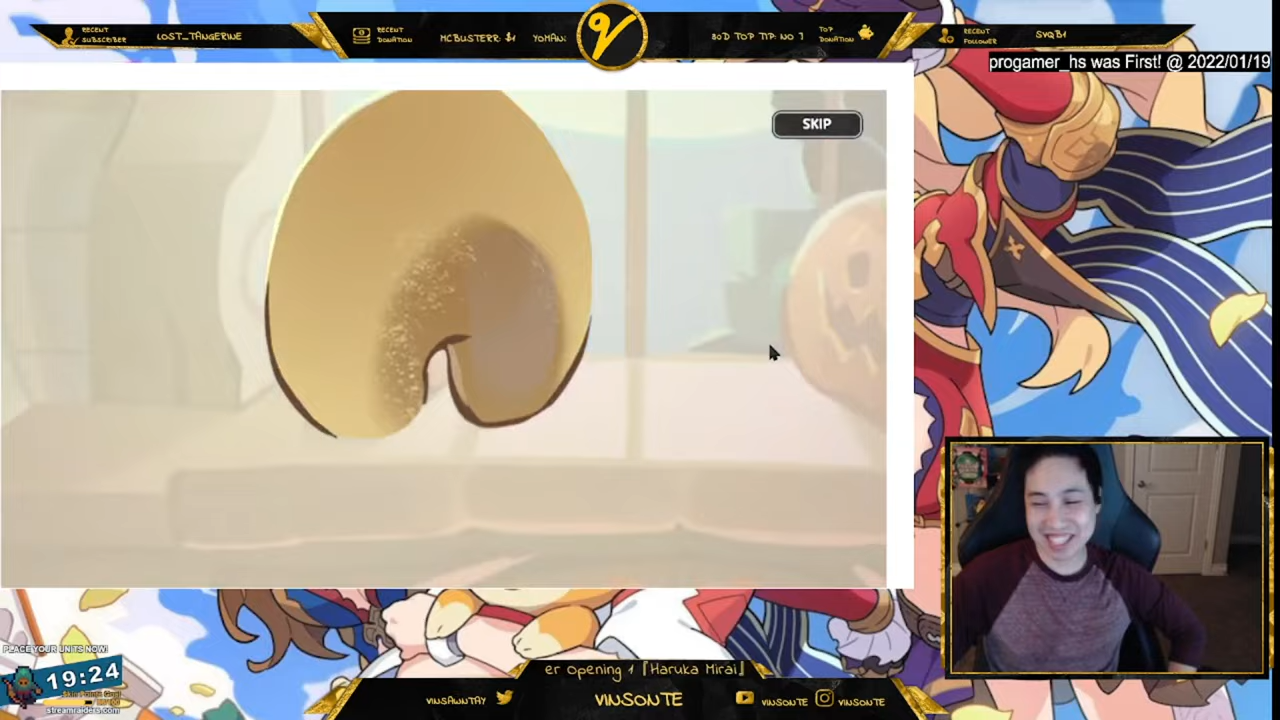 RECENT SUBSCRIBER
LOST_TANGERINE
RECENT DONATION
MCBUSTERR: $1
YOMAN:
TOP TIP: NO 1
TOP DONATION
RECENT FOLLOWER
SVQB1
progamer_hs was First! @ 2022/01/19
SKIP
PLACE YOUR UNITS NOW!
19:24
streamraiders.com
er Opening 1 [Haruka Mirai]
VINSAWNTAY
VINSONTE
VINSONTE
VINSONTE